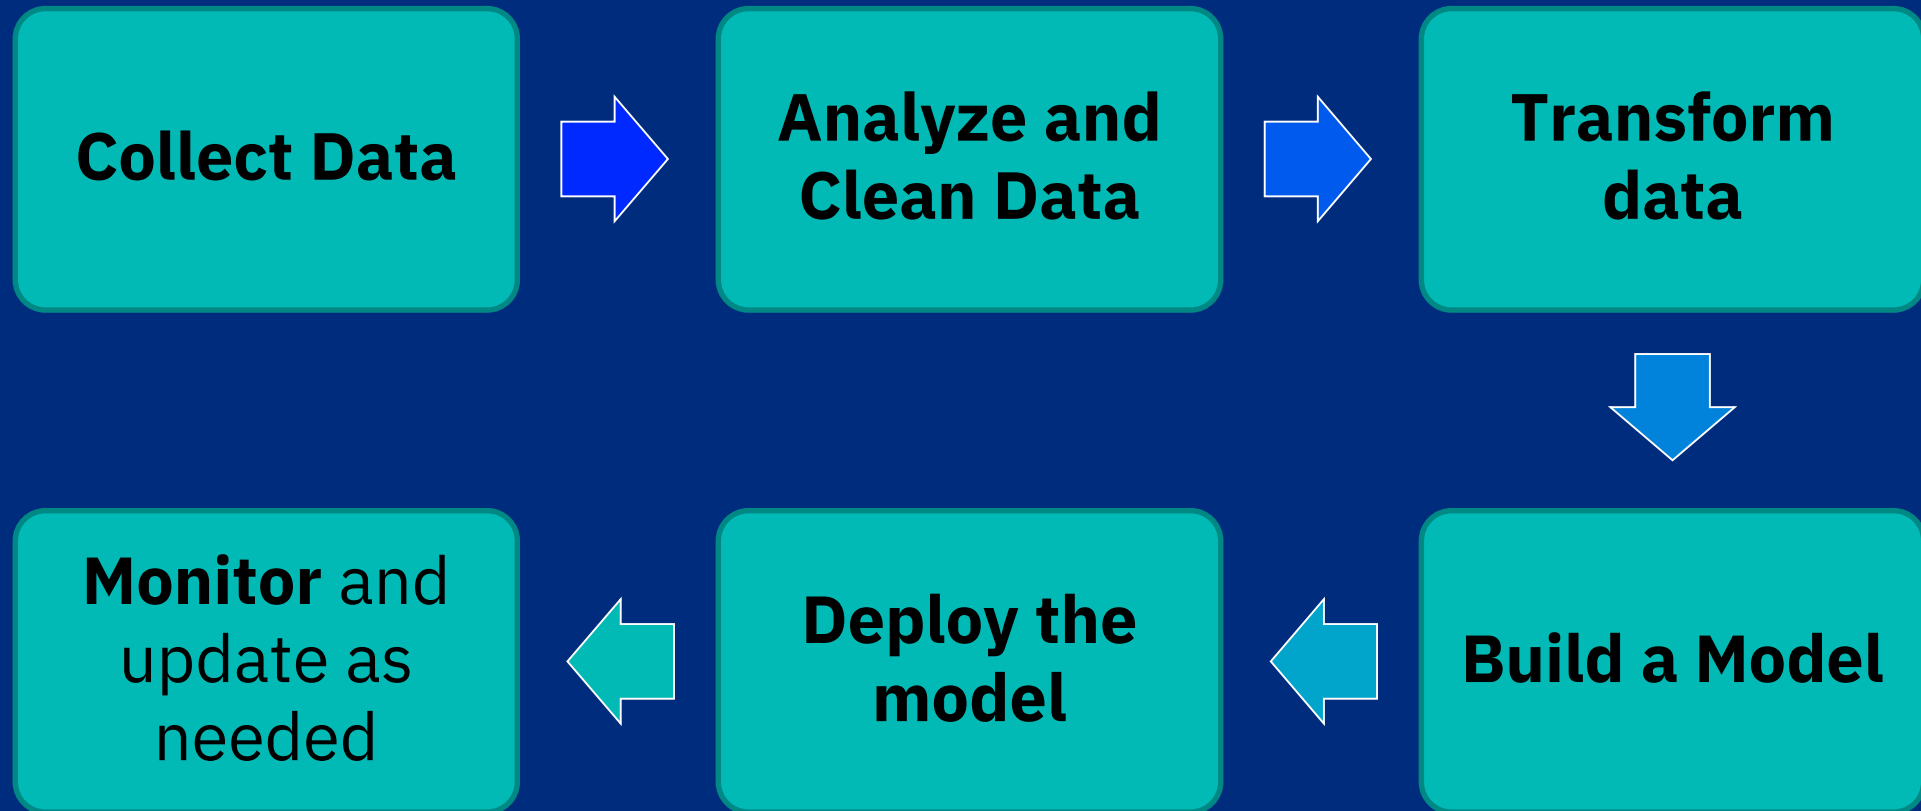 Collect Data
Analyze and
Clean Data
Transform
data
Build a Model
Deploy the
model
Monitor and
update as
needed